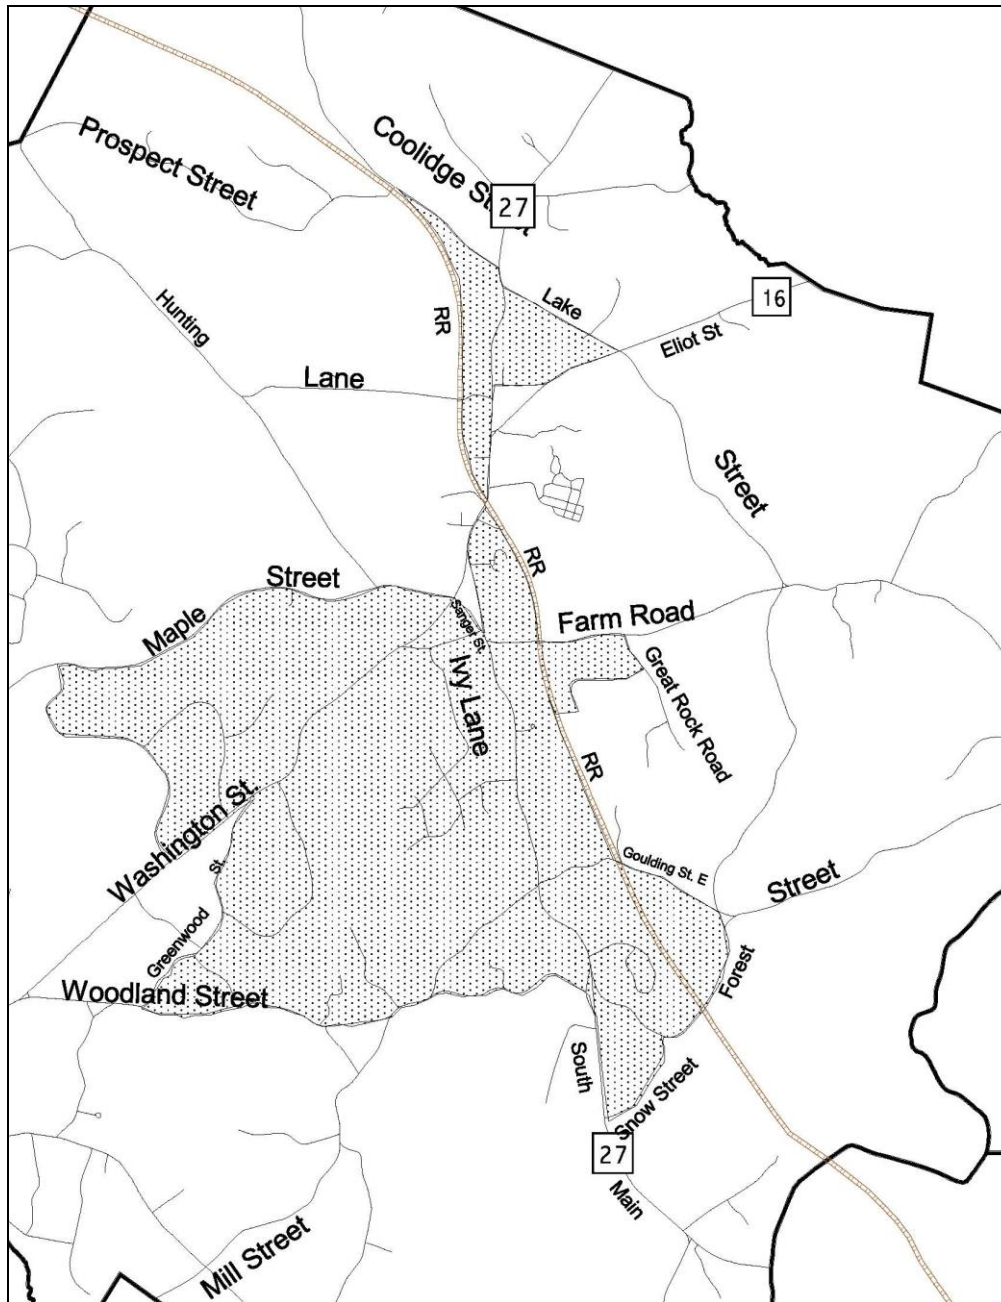 Prospect Street
Coolidge Street
27
16
Hunting
Lake
RR
Eliot St
Lane
Street
RR
Street
Maple
Sanger St.
Farm Road
Ivy Lane
Great Rock Road
RR
Washington St.
Goulding St. E
St.
Street
Greenwood
Forest
Woodland Street
South
Snow Street
27
Main
Mill Street